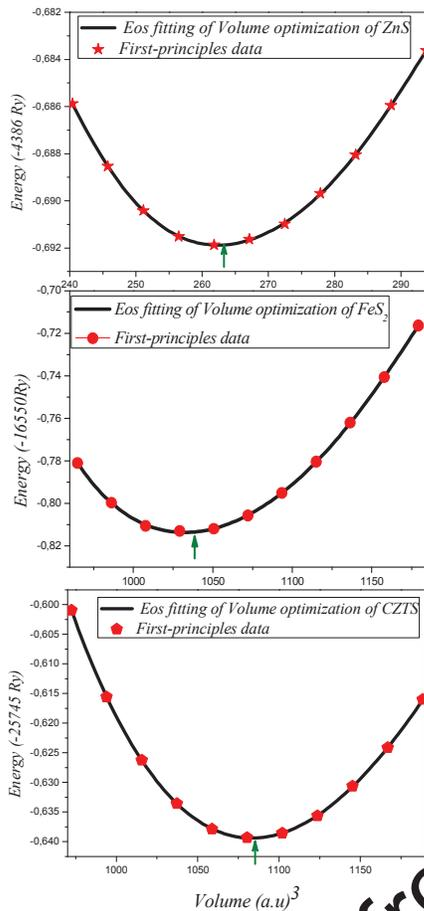 -0,682
-0,684
-0,686
-0,688
-0,690
-0,692
Energy (-4386 Ry)
Eos fitting of Volume optimization of ZnS
First-principles data
240 250 260 270 280 290
-0,70
-0,72
-0,74
-0,76
-0,78
-0,80
-0,82
Energy (-16550Ry)
Eos fitting of Volume optimization of FeS₂
First-principles data
1000 1050 1100 1150
-0,600
-0,605
-0,610
-0,615
-0,620
-0,625
-0,630
-0,635
-0,640
Energy (-25745 Ry)
Eos fitting of Volume optimization of CZTS
First-principles data
1000 1050 1100 1150
Volume (a.u)³